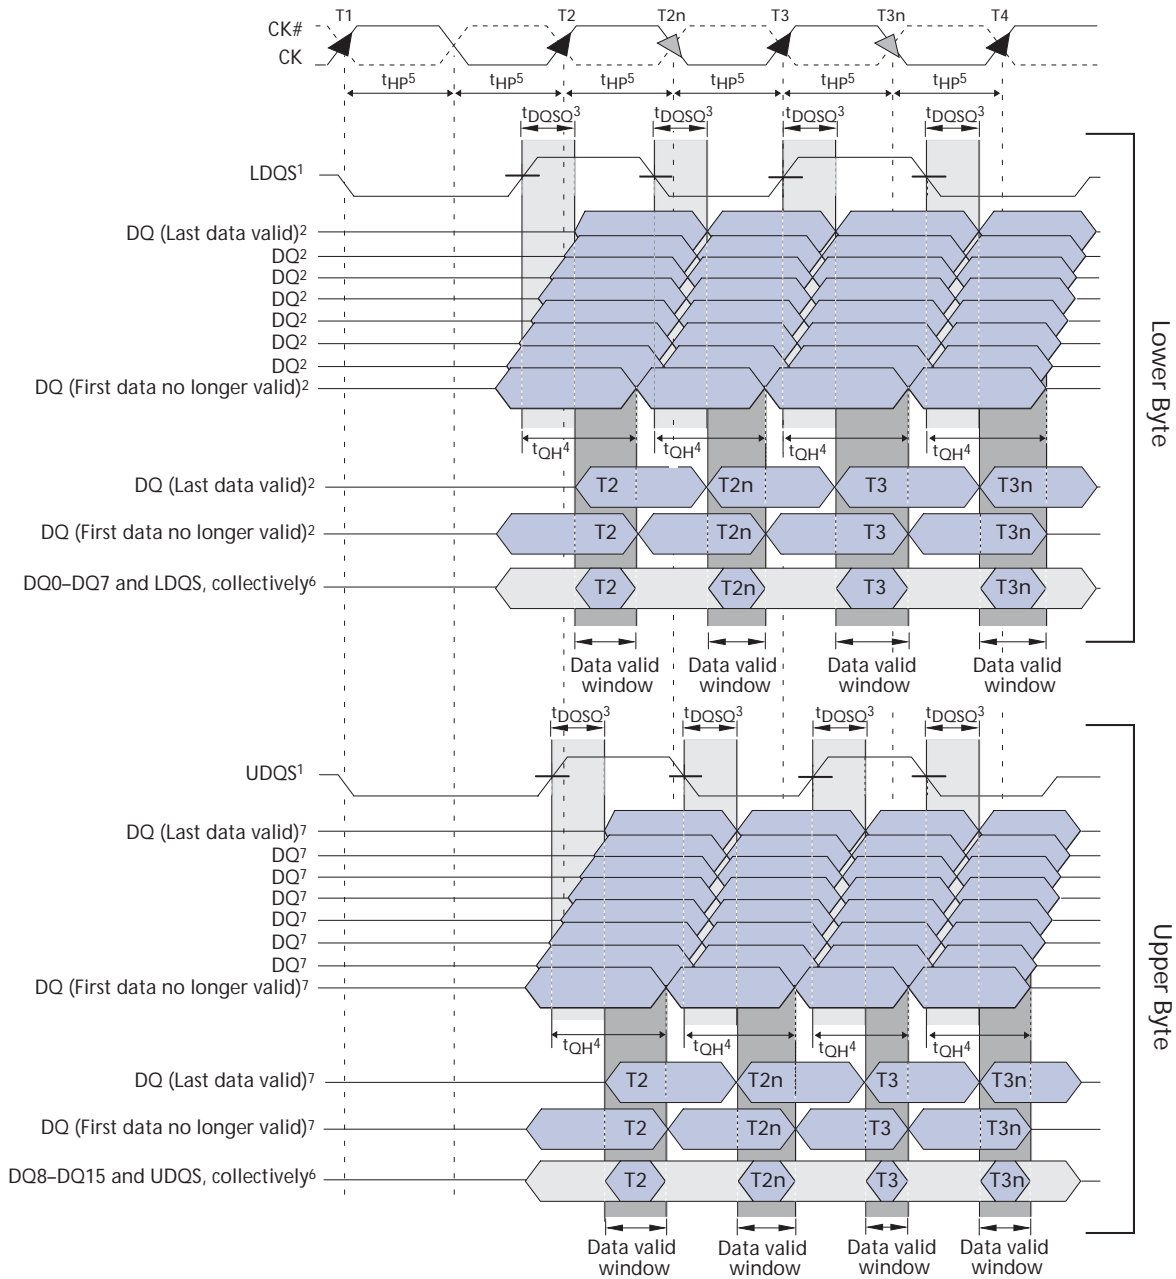 T1 T2 T2n T3 T3n T4
CK#
CK
tHP5 tHP5 tHP5 tHP5 tHP5 tHP5
tDQSQ3 tDQSQ3 tDQSQ3 tDQSQ3
LDQS1
DQ (Last data valid)2
DQ2
DQ2
DQ2
DQ2
DQ2
DQ2
DQ (First data no longer valid)2
Lower Byte
tQH4 tQH4 tQH4 tQH4
DQ (Last data valid)2 T2 T2n T3 T3n
DQ (First data no longer valid)2 T2 T2n T3 T3n
DQ0–DQ7 and LDQS, collectively6 T2 T2n T3 T3n
Data valid Data valid Data valid Data valid
window window window window
tDQSQ3 tDQSQ3 tDQSQ3 tDQSQ3
UDQS1
DQ (Last data valid)7
DQ7
DQ7
DQ7
DQ7
DQ7
DQ7
DQ (First data no longer valid)7
Upper Byte
tQH4 tQH4 tQH4 tQH4
DQ (Last data valid)7 T2 T2n T3 T3n
DQ (First data no longer valid)7 T2 T2n T3 T3n
DQ8–DQ15 and UDQS, collectively6 T2 T2n T3 T3n
Data valid Data valid Data valid Data valid
window window window window